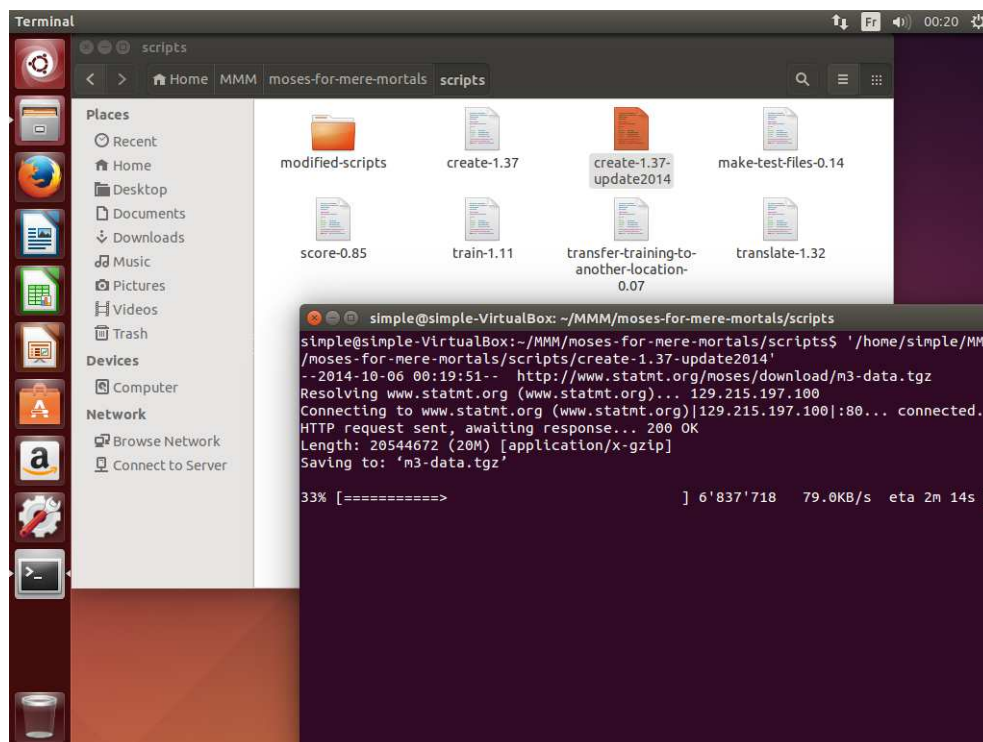 Terminal
Fr
00:20
scripts
Home
MMM
moses-for-mere-mortals
scripts
Places
Recent
Home
Desktop
Documents
Downloads
Music
Pictures
Videos
Trash
Devices
Computer
Network
Browse Network
Connect to Server
modified-scripts
create-1.37
create-1.37-
update2014
make-test-files-0.14
score-0.85
train-1.11
transfer-training-to-
another-location-
0.07
translate-1.32
simple@simple-VirtualBox: ~/MMM/moses-for-mere-mortals/scripts
simple@simple-VirtualBox:~/MMM/moses-for-mere-mortals/scripts$ '/home/simple/MM
/moses-for-mere-mortals/scripts/create-1.37-update2014'
--2014-10-06 00:19:51-- http://www.statmt.org/moses/download/m3-data.tgz
Resolving www.statmt.org (www.statmt.org)... 129.215.197.100
Connecting to www.statmt.org (www.statmt.org)|129.215.197.100|:80... connected.
HTTP request sent, awaiting response... 200 OK
Length: 20544672 (20M) [application/x-gzip]
Saving to: ‘m3-data.tgz’
33% [===========> ] 6'837'718 79.0KB/s eta 2m 14s